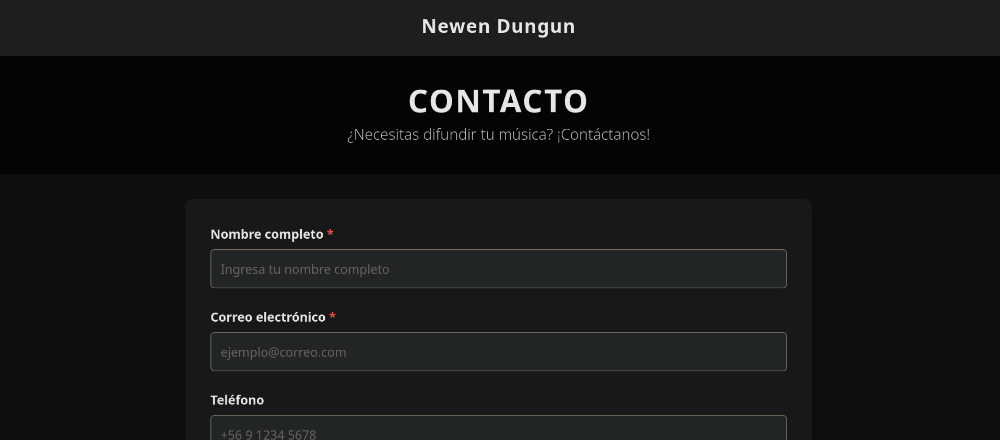 Newen Dungun
CONTACTO
¿Necesitas difundir tu música? ¡Contáctanos!
Nombre completo *
Ingresa tu nombre completo
Correo electrónico *
ejemplo@correo.com
Teléfono
+56 9 1234 5678